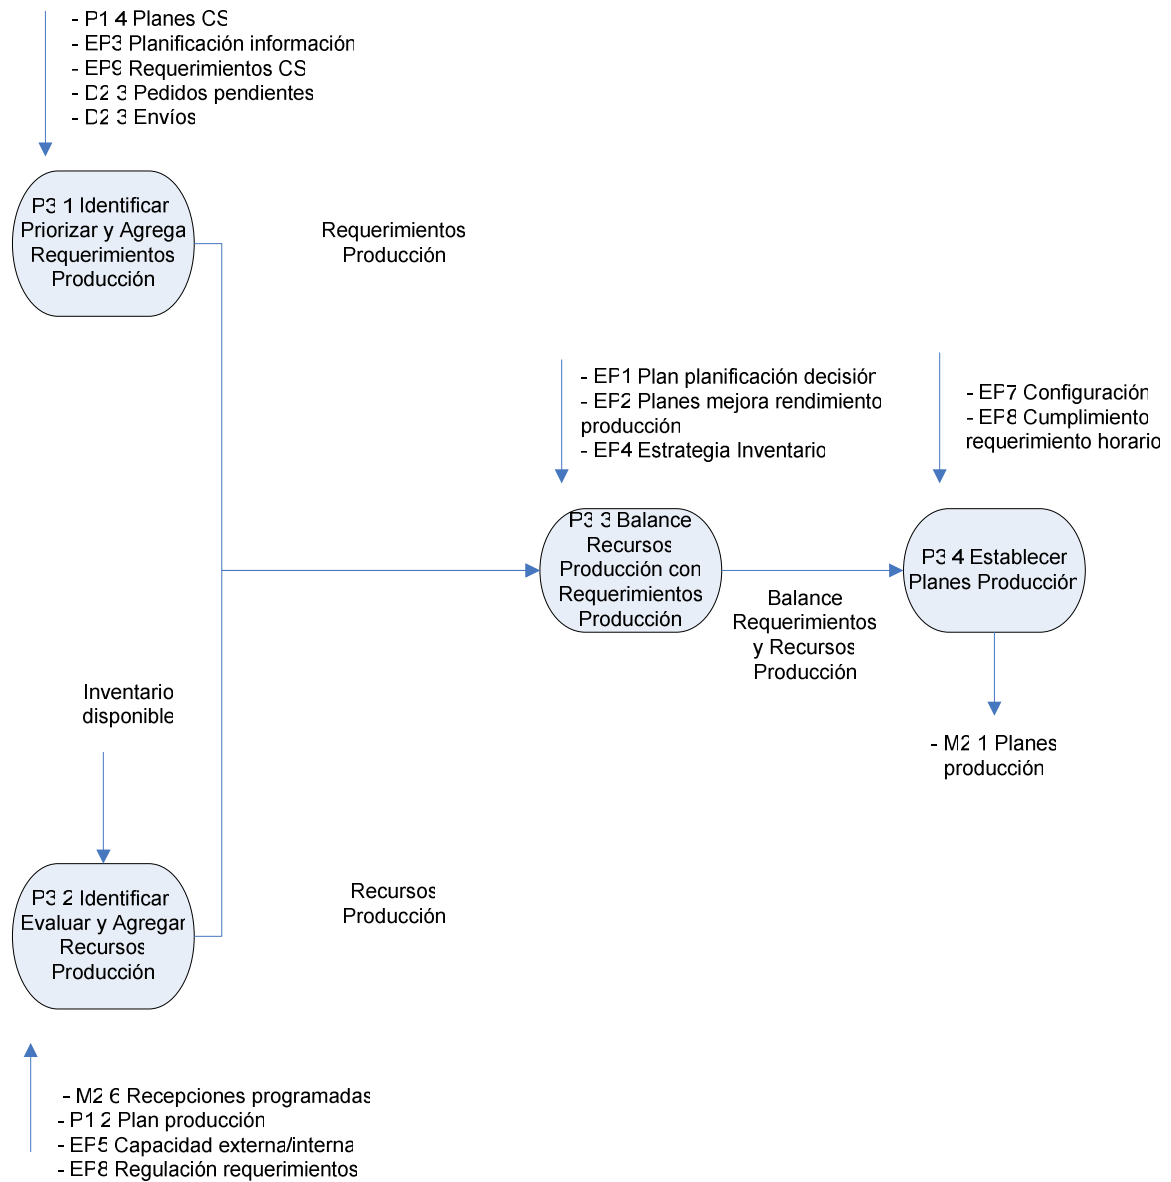 - P1 4 Planes CS
- EP3 Planificación información
- EP9 Requerimientos CS
- D2 3 Pedidos pendientes
- D2 3 Envíos
P3 1 Identificar
Priorizar y Agrega
Requerimientos
Producción
Requerimientos
Producción
- EP1 Plan planificación decisión
- EP2 Planes mejora rendimiento
producción
- EP4 Estrategia Inventario
- EP7 Configuración
- EP8 Cumplimiento
requerimiento horario
P3 3 Balance
Recursos
Producción con
Requerimientos
Producción
P3 4 Establecer
Planes Producción
Balance
Requerimientos
y Recursos
Producción
Inventario
disponible
- M2 1 Planes
producción
P3 2 Identificar
Evaluar y Agregar
Recursos
Producción
Recursos
Producción
- M2 6 Recepciones programadas
- P1 2 Plan producción
- EP5 Capacidad externa/interna
- EP8 Regulación requerimientos